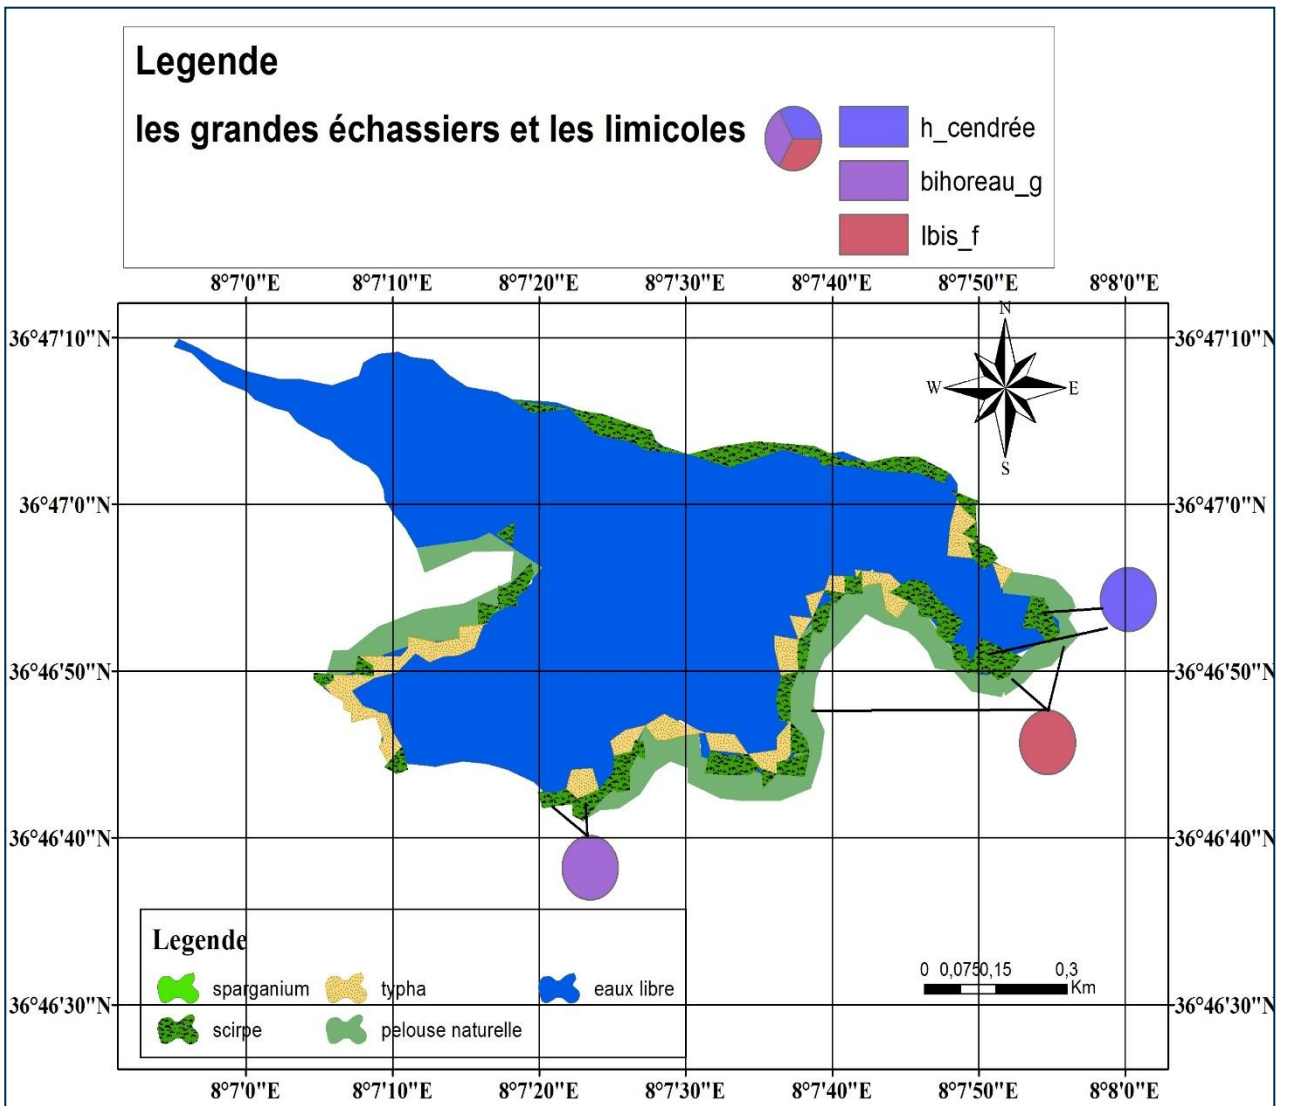 Legende
les grandes échassiers et les limicoles
h_cendrée
bihoreau_g
Ibis_f
8°7'0"E 8°7'10"E 8°7'20"E 8°7'30"E 8°7'40"E 8°7'50"E 8°8'0"E
N
36°47'10"N 36°47'10"N
W E
S
36°47'0"N 36°47'0"N
36°46'50"N 36°46'50"N
36°46'40"N 36°46'40"N
Legende
0 0,075 0,15 0,3
Km
sparganium typha eaux libre
36°46'30"N 36°46'30"N
scirpe pelouse naturelle
8°7'0"E 8°7'10"E 8°7'20"E 8°7'30"E 8°7'40"E 8°7'50"E 8°8'0"E